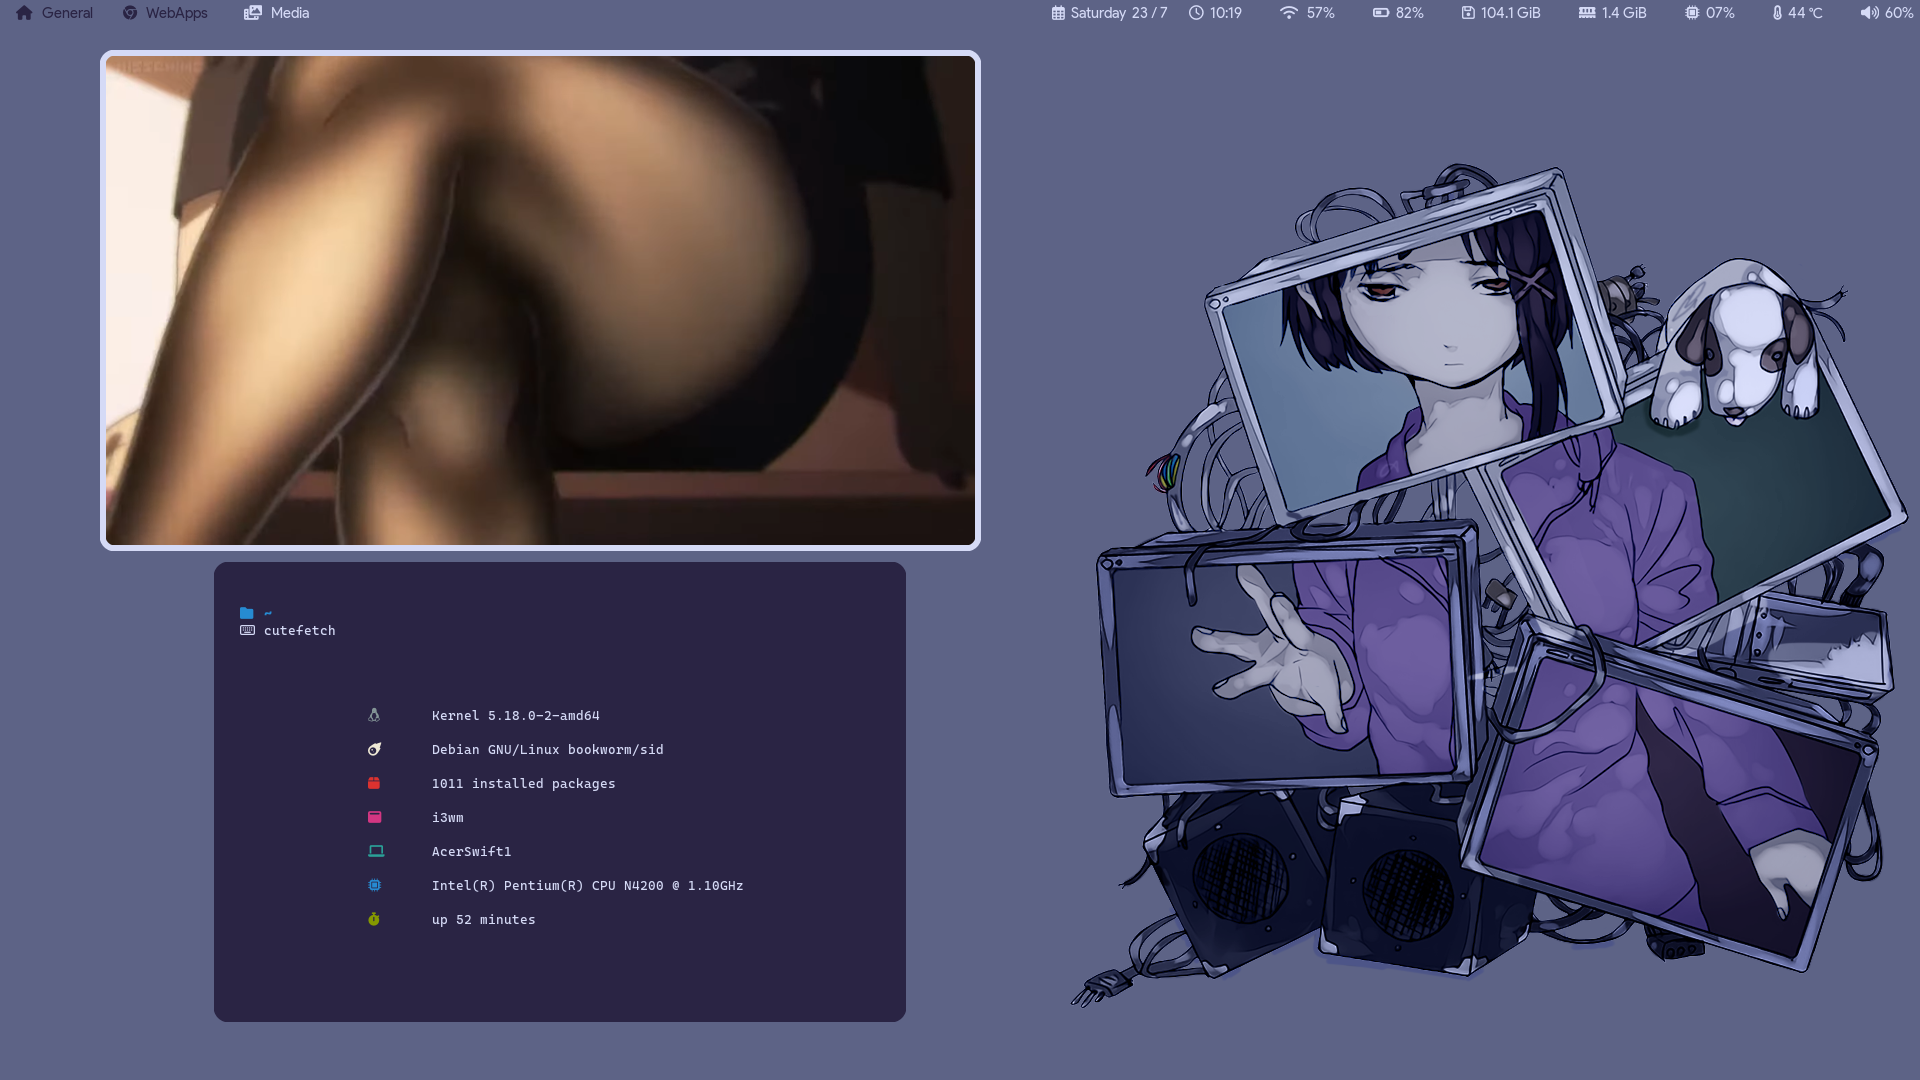 General WebApps Media Saturday 23 / 7 10:19 57% 82% 104.1 GiB 1.4 GiB 07% 44 °C 60%
~
cutefetch
Kernel 5.18.0-2-amd64
Debian GNU/Linux bookworm/sid
1011 installed packages
i3wm
AcerSwift1
Intel(R) Pentium(R) CPU N4200 @ 1.10GHz
up 52 minutes